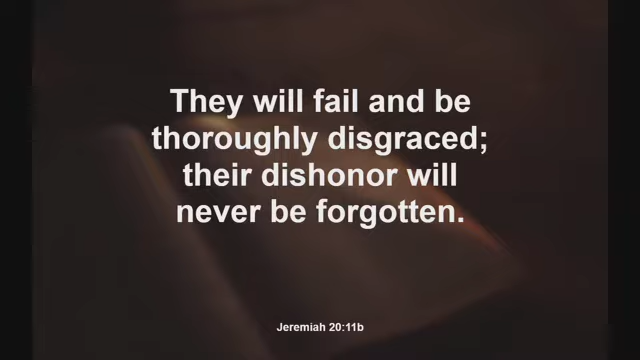 They will fail and be
thoroughly disgraced;
their dishonor will
never be forgotten.
Jeremiah 20:11b